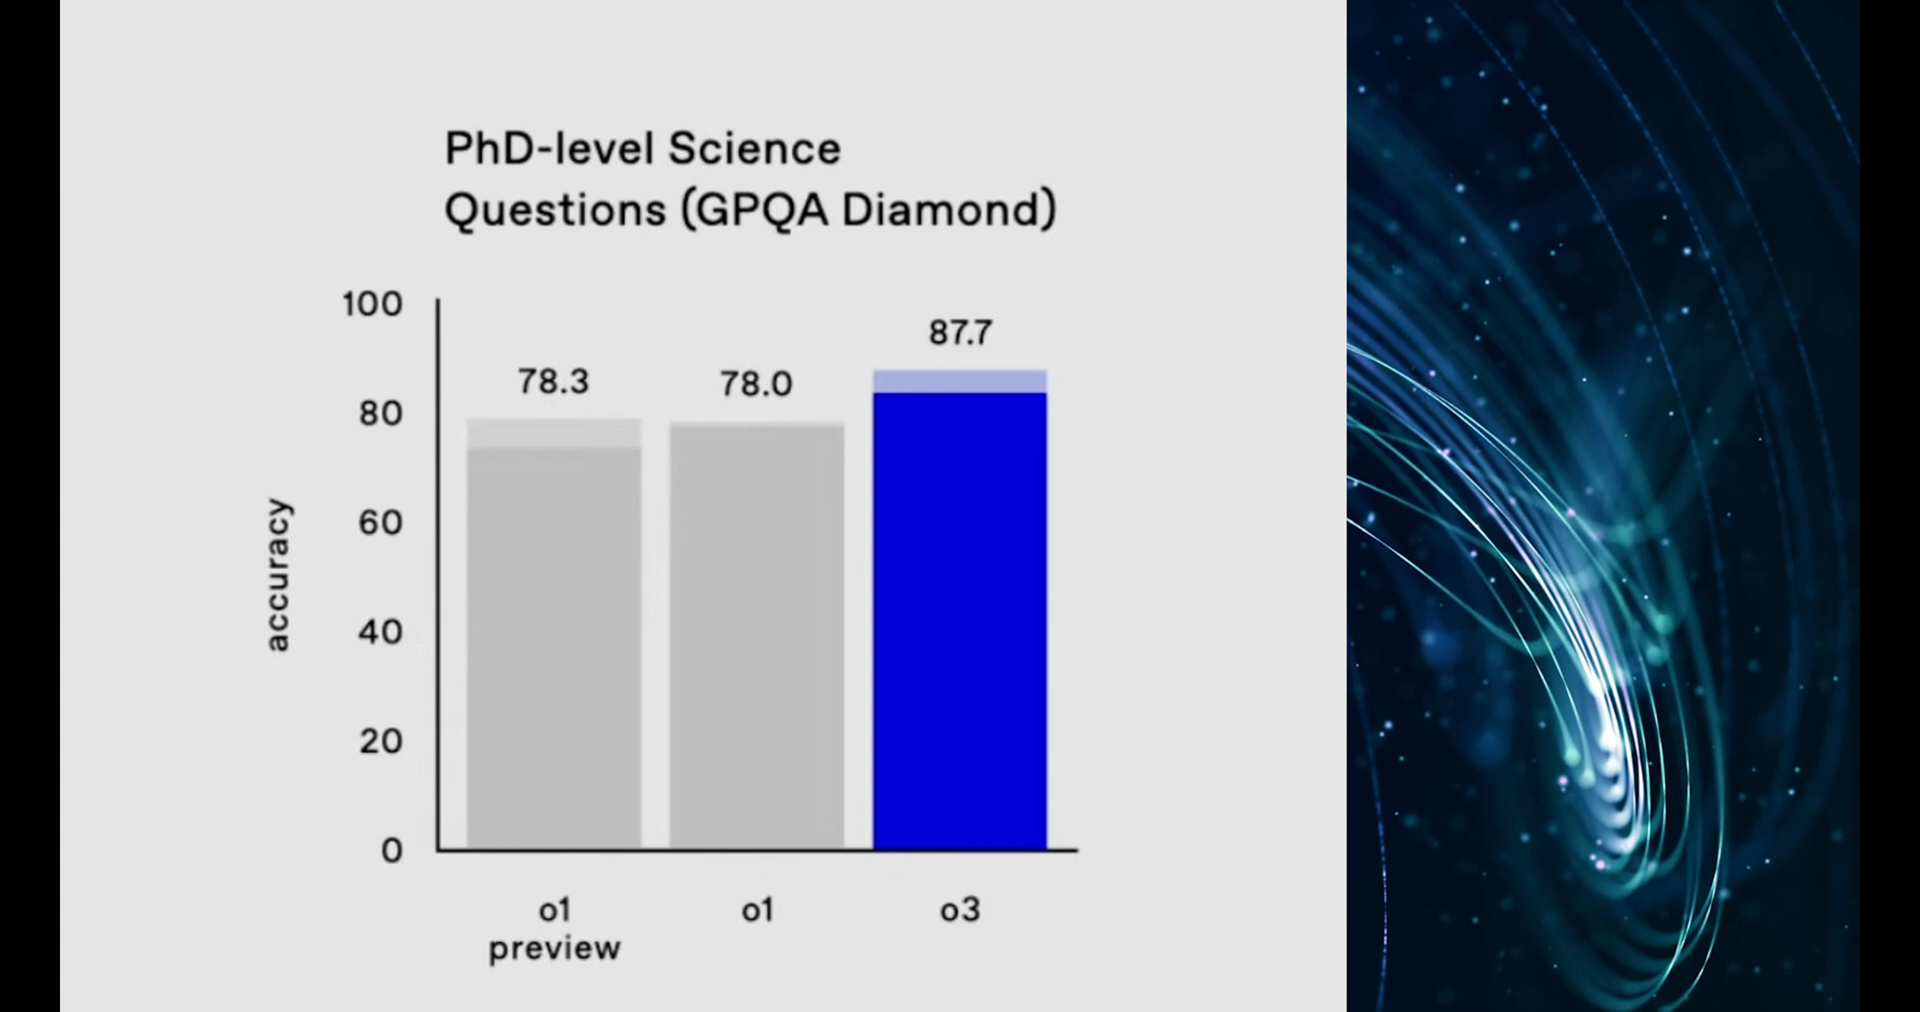 PhD-level Science
Questions (GPQA Diamond)
accuracy
100
80
60
40
20
0
78.3
78.0
87.7
o1
preview
o1
o3